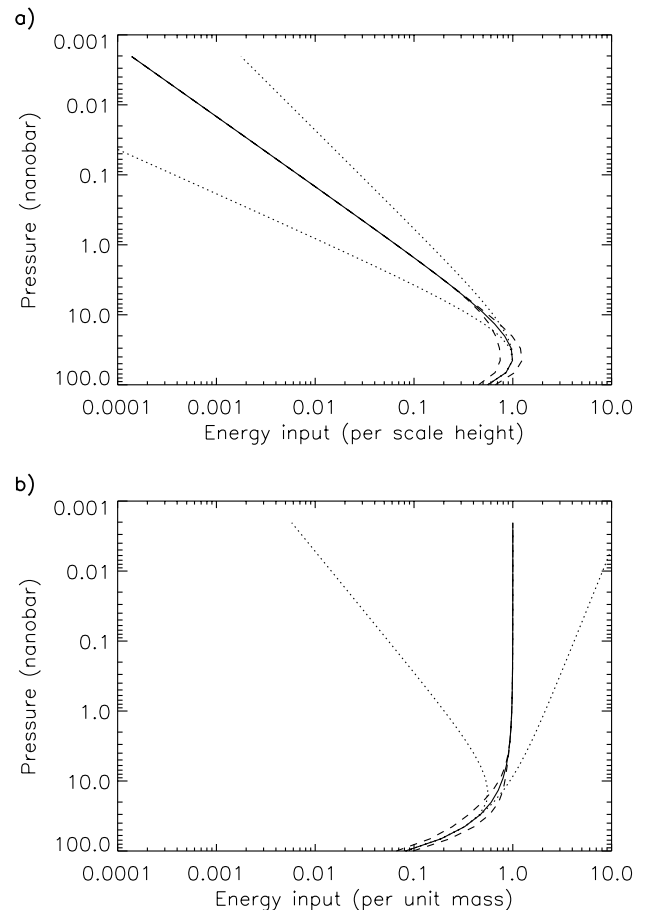 a)
0.001
0.01
0.1
1.0
10.0
100.0
Pressure (nanobar)
0.0001 0.001 0.01 0.1 1.0 10.0
Energy input (per scale height)
b)
0.001
0.01
0.1
1.0
10.0
100.0
Pressure (nanobar)
0.0001 0.001 0.01 0.1 1.0 10.0
Energy input (per unit mass)